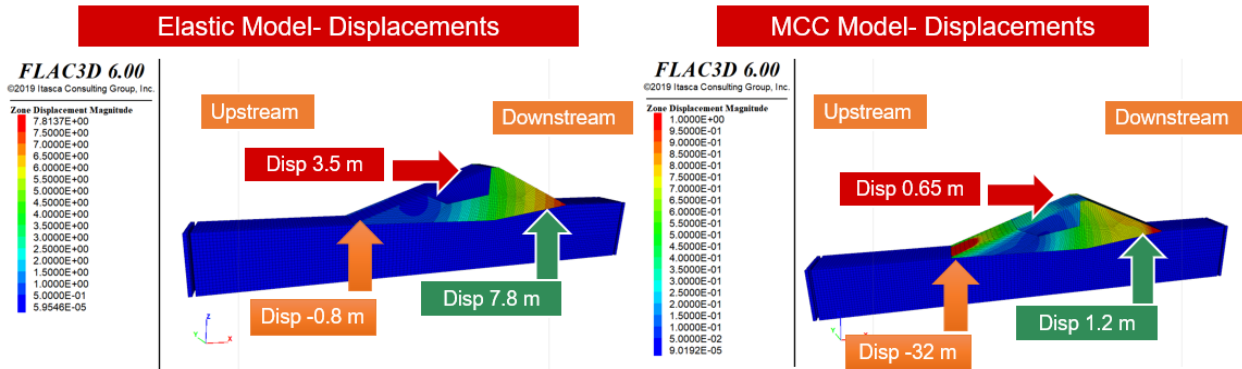 Elastic Model- Displacements
FLAC3D 6.00
©2019 Itasca Consulting Group, Inc.
Zone Displacement Magnitude
7.8137E+00
7.5000E+00
7.0000E+00
6.5000E+00
6.0000E+00
5.5000E+00
5.0000E+00
4.5000E+00
4.0000E+00
3.5000E+00
3.0000E+00
2.5000E+00
2.0000E+00
1.5000E+00
1.0000E+00
5.0000E-01
5.9546E-05
Upstream
Downstream
Disp 3.5 m
Disp 7.8 m
Disp -0.8 m
Z
Y
X
MCC Model- Displacements
FLAC3D 6.00
©2019 Itasca Consulting Group, Inc.
Zone Displacement Magnitude
1.0000E+00
9.5000E-01
9.0000E-01
8.5000E-01
8.0000E-01
7.5000E-01
7.0000E-01
6.5000E-01
6.0000E-01
5.5000E-01
5.0000E-01
4.5000E-01
4.0000E-01
3.5000E-01
3.0000E-01
2.5000E-01
2.0000E-01
1.5000E-01
1.0000E-01
5.0000E-02
9.0192E-05
Upstream
Downstream
Disp 0.65 m
Disp 1.2 m
Disp -32 m
Z
Y
X